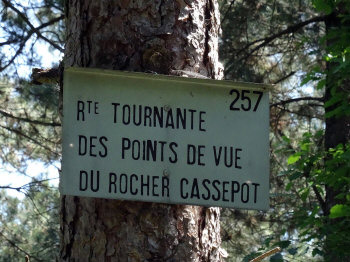 257
Rte TOURNANTE
DES POINTS DE VUE
DU ROCHER CASSEPOT